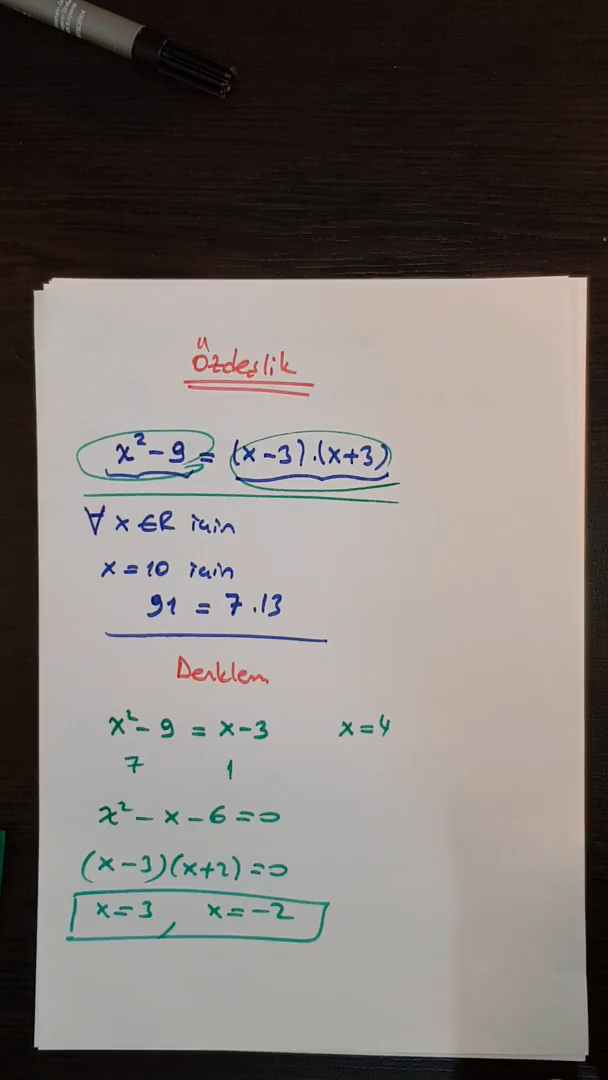 Özdeşlik
x² - 9 = (x-3).(x+3)
∀ x ∈ R için
x = 10 için
91 = 7.13
Denklem
x² - 9 = x - 3 x = 4
7 1
x² - x - 6 = 0
(x-3)(x+2) = 0
x = 3, x = -2